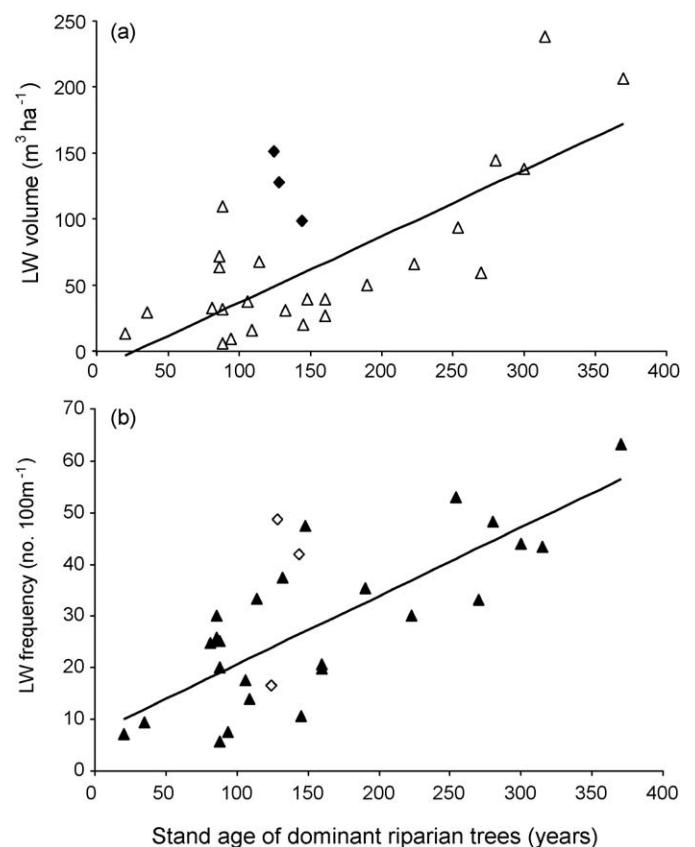 (a)
LW volume (m³ ha⁻¹)
250
200
150
100
50
0
0 50 100 150 200 250 300 350 400
(b)
LW frequency (no. 100m⁻¹)
70
60
50
40
30
20
10
0
0 50 100 150 200 250 300 350 400
Stand age of dominant riparian trees (years)